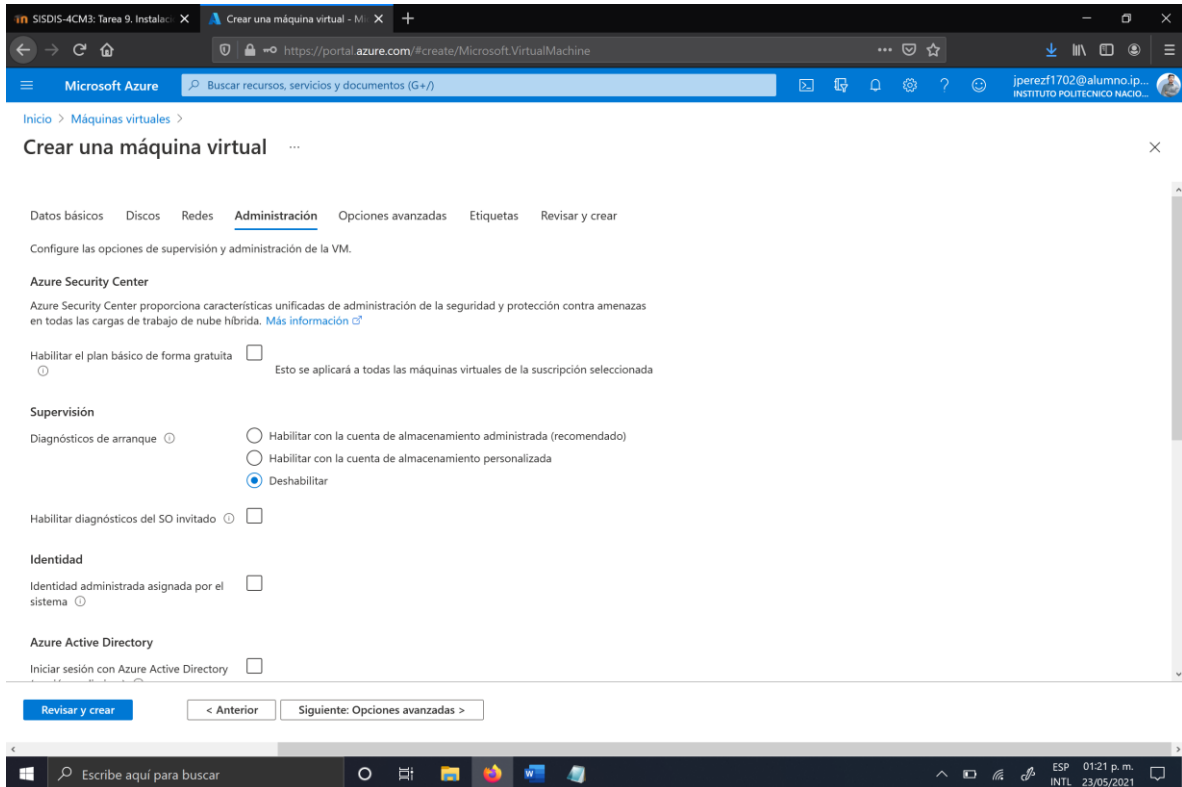 SISDIS-4CM3: Tarea 9. Instalaci
Crear una máquina virtual - Mi
https://portal.azure.com/#create/Microsoft.VirtualMachine
Microsoft Azure
Buscar recursos, servicios y documentos (G+/)
jperezf1702@alumno.ip...
INSTITUTO POLITECNICO NACIO...
Inicio > Máquinas virtuales >
Crear una máquina virtual ...
Datos básicos Discos Redes Administración Opciones avanzadas Etiquetas Revisar y crear
Configure las opciones de supervisión y administración de la VM.
Azure Security Center
Azure Security Center proporciona características unificadas de administración de la seguridad y protección contra amenazas
en todas las cargas de trabajo de nube híbrida. Más información
Habilitar el plan básico de forma gratuita
Esto se aplicará a todas las máquinas virtuales de la suscripción seleccionada
Supervisión
Diagnósticos de arranque
Habilitar con la cuenta de almacenamiento administrada (recomendado)
Habilitar con la cuenta de almacenamiento personalizada
Deshabilitar
Habilitar diagnósticos del SO invitado
Identidad
Identidad administrada asignada por el
sistema
Azure Active Directory
Iniciar sesión con Azure Active Directory
Revisar y crear
< Anterior
Siguiente: Opciones avanzadas >
Escribe aquí para buscar
ESP 01:21 p. m.
INTL 23/05/2021